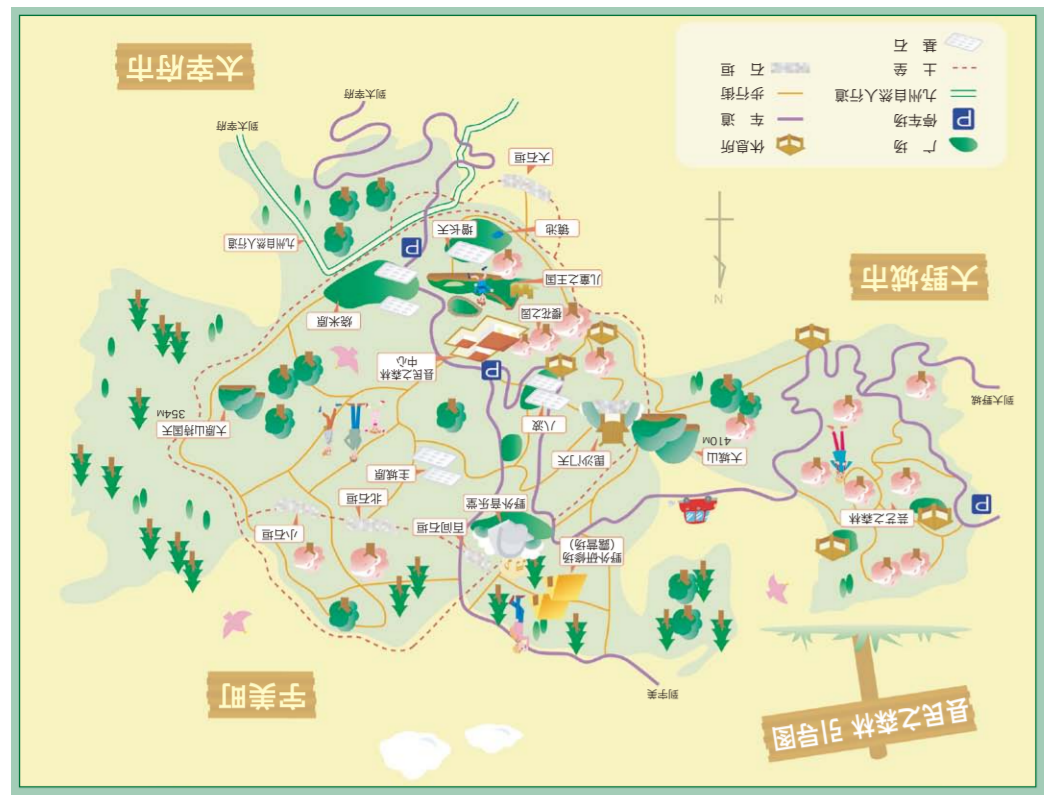 县民之森林 引导图
宇美町
到宇美
野外研修场
(露营场)
野外音乐堂
百间石垣
北石垣
小石垣
芸艺之森林
主城原
大城山
410M
毘沙门天
八波
大原山持国天
354M
到大野城
县民之森林
中心
樱花之园
烧米原
儿童之王国
大野城市
N
镜池
增长天
九州自然人行道
大石垣
到太宰府
到太宰府
太宰府市
广 场
休息所
停车场
车 道
九州自然人行道
步行街
土 垒
石 垣
基 石
P
P
P
P